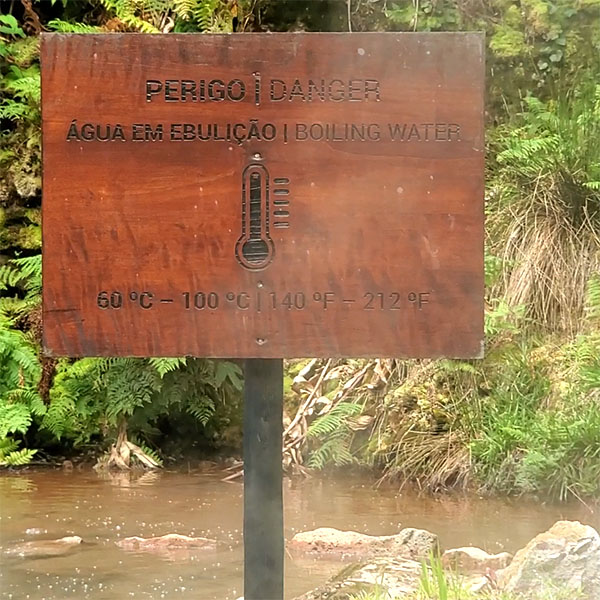 PERIGO | DANGER
ÁGUA EM EBULIÇÃO | BOILING WATER
60 ºC – 100 ºC | 140 ºF – 212 ºF